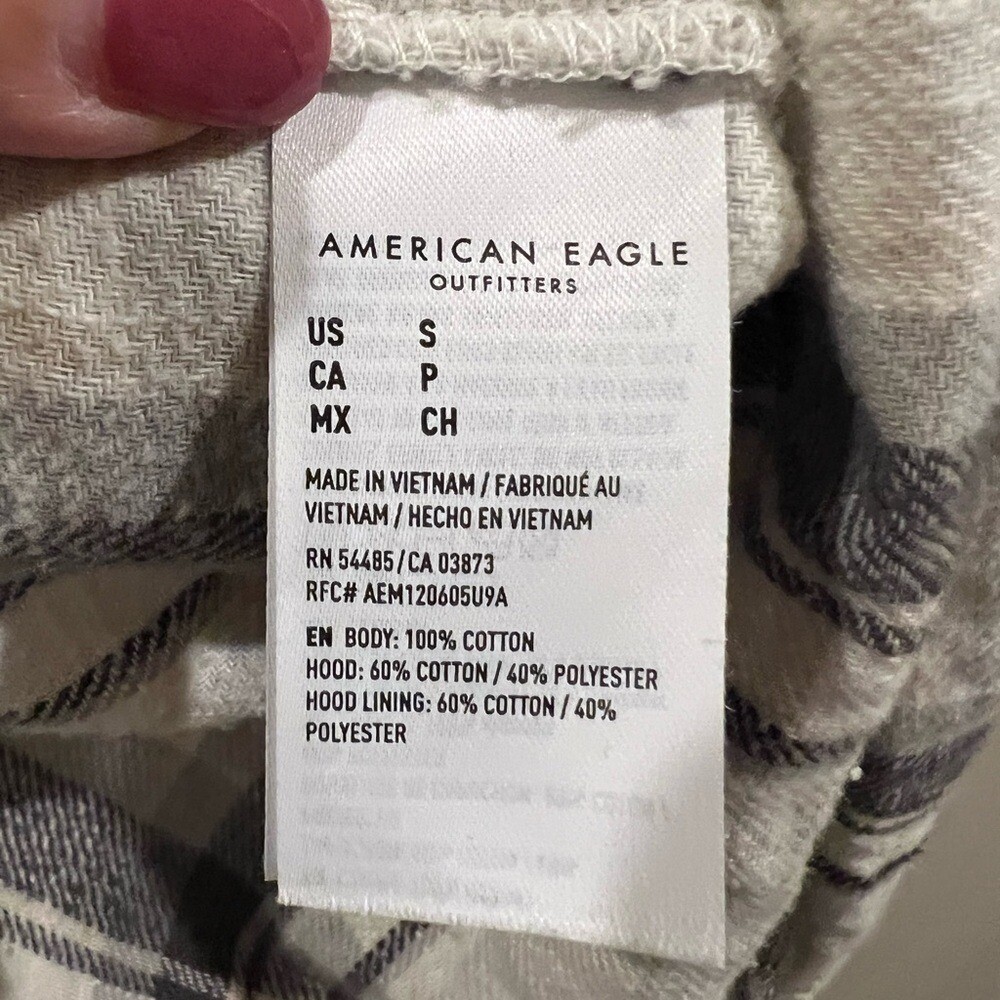 AMERICAN EAGLE
OUTFITTERS
US S
CA P
MX CH
MADE IN VIETNAM / FABRIQUÉ AU
VIETNAM / HECHO EN VIETNAM
RN 54485/CA 03873
RFC# AEM120605U9A
EN BODY: 100% COTTON
HOOD: 60% COTTON / 40% POLYESTER
HOOD LINING: 60% COTTON / 40%
POLYESTER